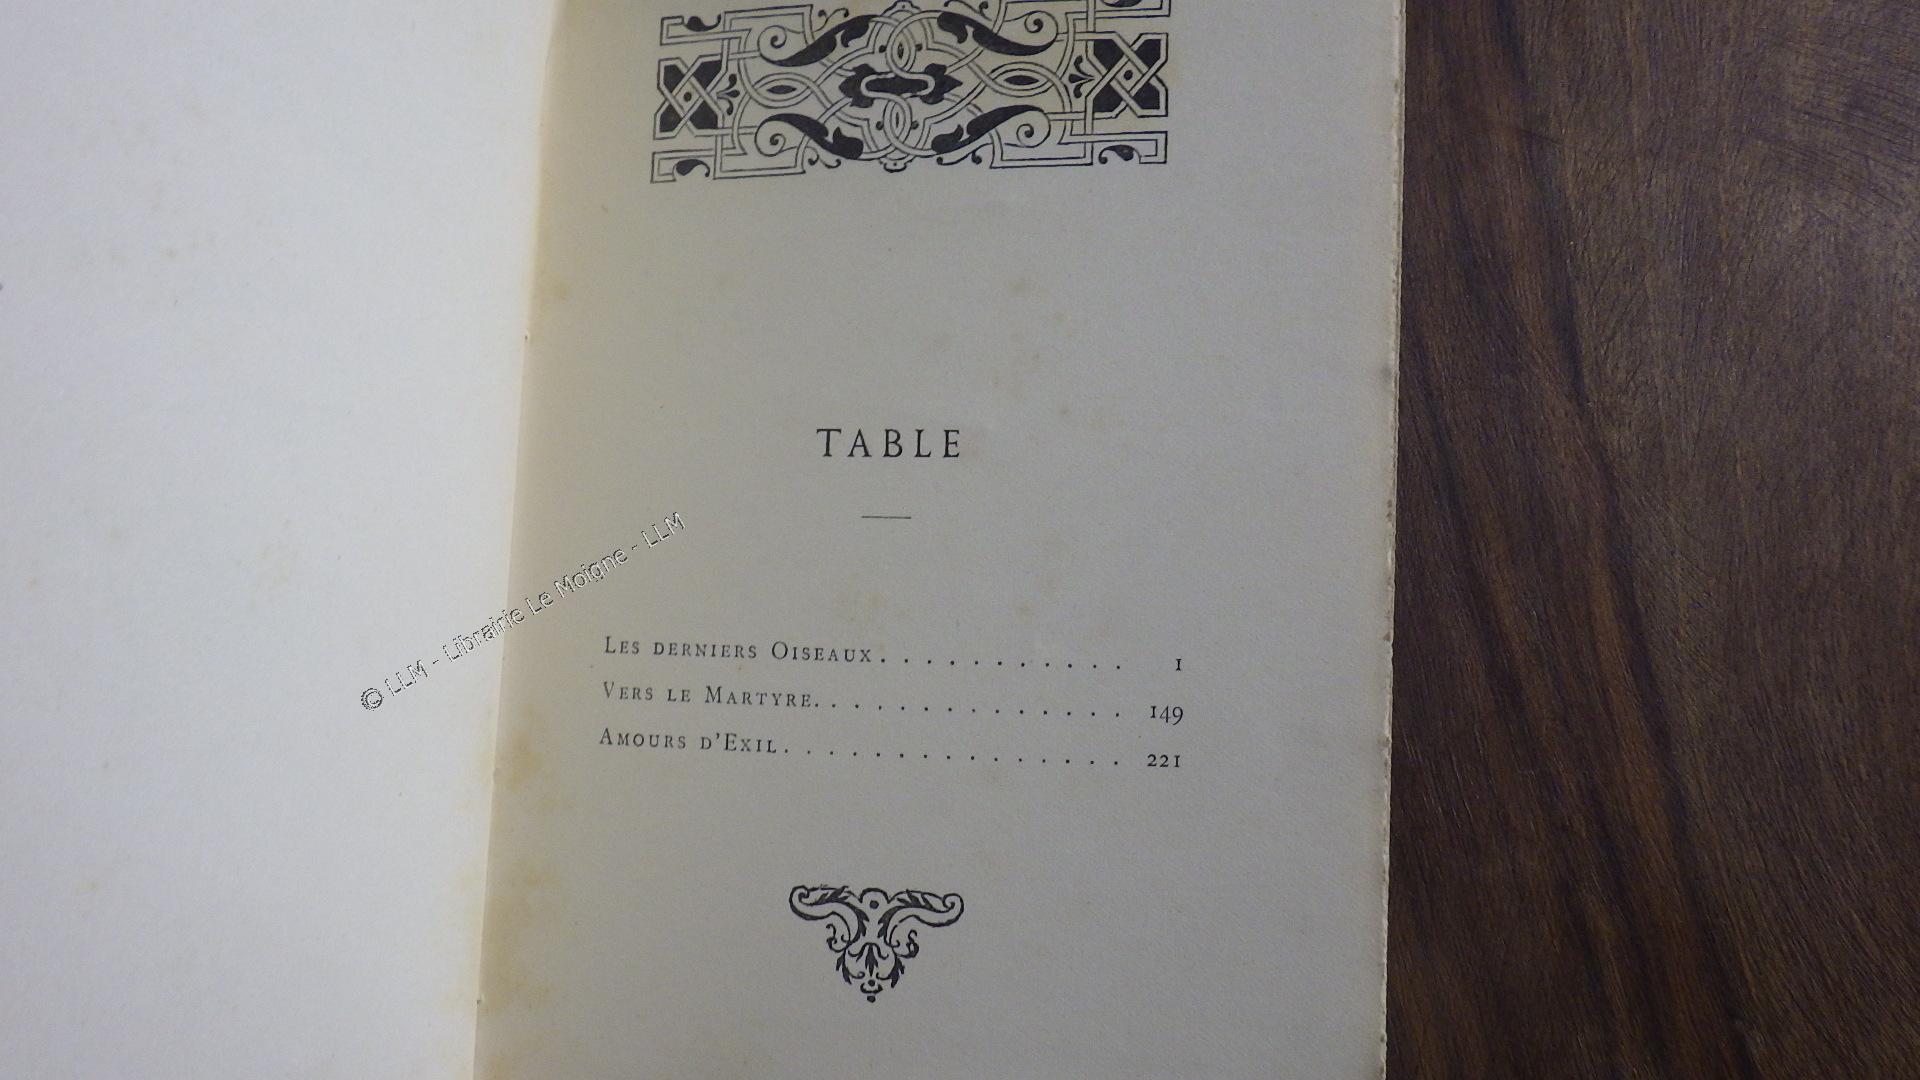 TABLE
© LLM - Librairie Le Moigne - LLM
LES DERNIERS OISEAUX. . . . . . . . . . . 1
VERS LE MARTYRE. . . . . . . . . . . . . . 149
AMOURS D'EXIL. . . . . . . . . . . . . . . 221